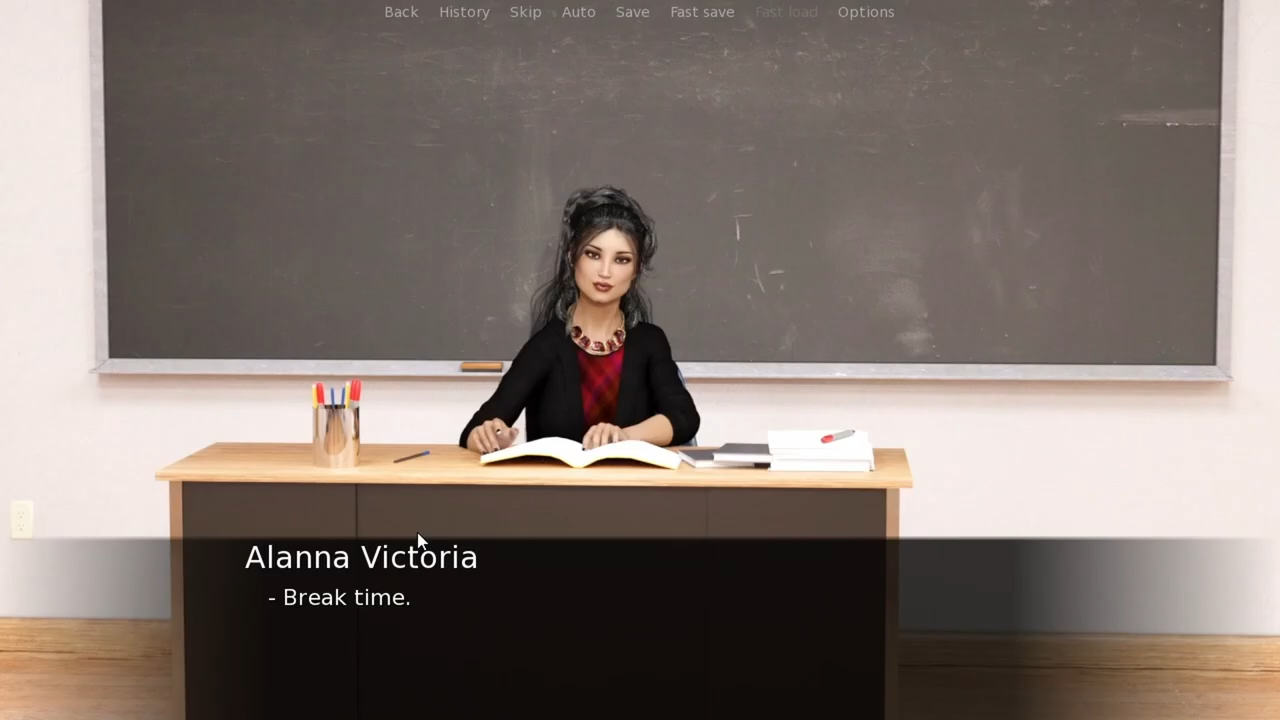 Back History Skip Auto Save Fast save Fast load Options
Alanna Victoria
- Break time.